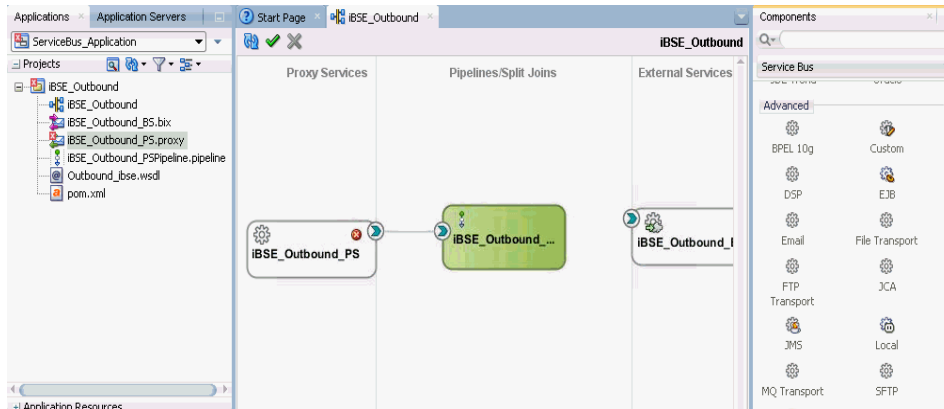 Applications
Application Servers
ServiceBus_Application
Projects
iBSE_Outbound
iBSE_Outbound
iBSE_Outbound_BS.bix
iBSE_Outbound_PS.proxy
iBSE_Outbound_PSPipeline.pipeline
Outbound_ibse.wsdl
pom.xml
Application Resources
Start Page
iBSE_Outbound
iBSE_Outbound
Proxy Services
Pipelines/Split Joins
External Services
iBSE_Outbound_PS
iBSE_Outbound_...
iBSE_Outbound_
Components
Service Bus
Advanced
BPEL 10g
Custom
DSP
EJB
Email
File Transport
FTP
Transport
JCA
JMS
Local
MQ Transport
SFTP